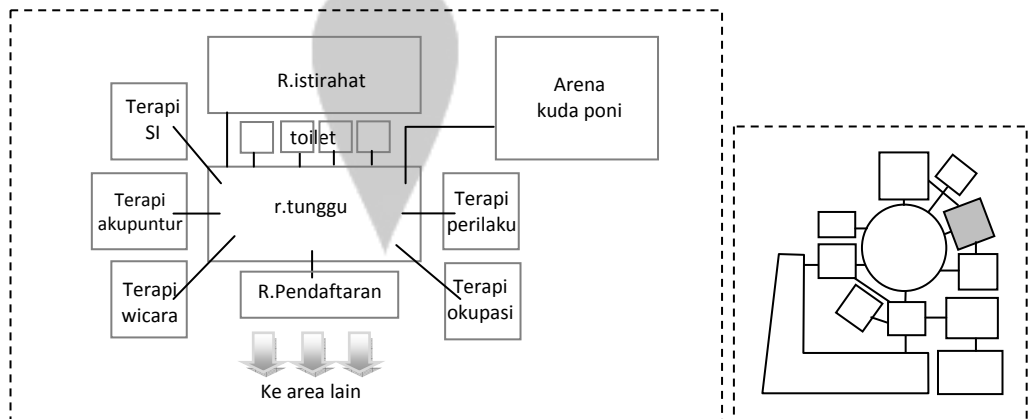 R.istirahat
Arena
kuda poni
Terapi
SI
toilet
Terapi
akupuntur
r.tunggu
Terapi
perilaku
Terapi
wicara
R.Pendaftaran
Terapi
okupasi
Ke area lain